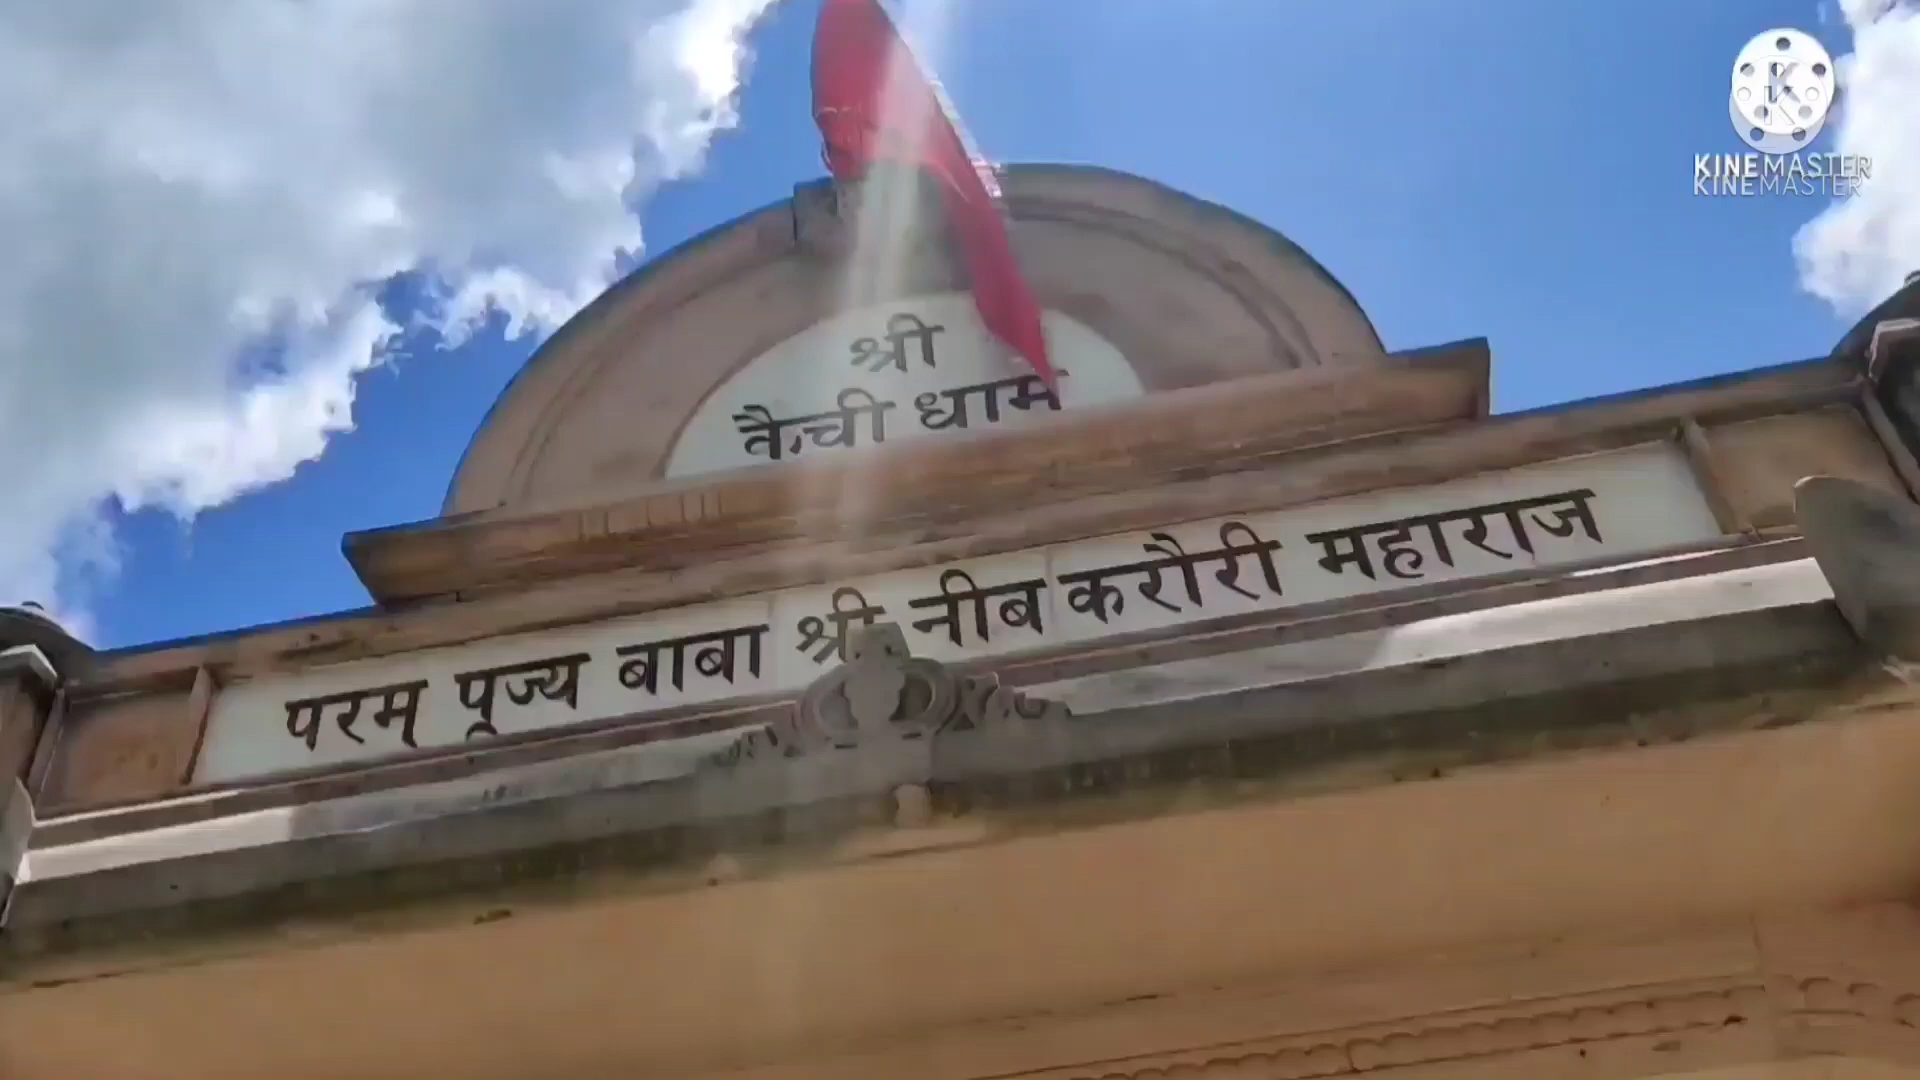 श्री
कैंची धाम
परम् पूज्य बाबा श्री नीब करौरी महाराज
KINEMASTER
KINEMASTER